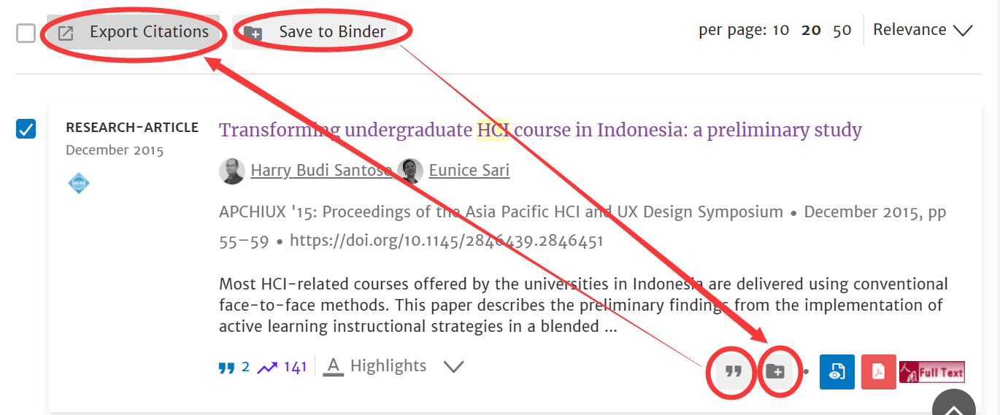 Export Citations Save to Binder per page: 10 20 50 Relevance
RESEARCH-ARTICLE
December 2015
Transforming undergraduate HCI course in Indonesia: a preliminary study
Harry Budi Santoso, Eunice Sari
APCHIUX '15: Proceedings of the Asia Pacific HCI and UX Design Symposium • December 2015, pp
55–59 • https://doi.org/10.1145/2846439.2846451
Most HCI-related courses offered by the universities in Indonesia are delivered using conventional
face-to-face methods. This paper describes the preliminary findings from the implementation of
active learning instructional strategies in a blended ...
2 141 A Highlights
Full Text